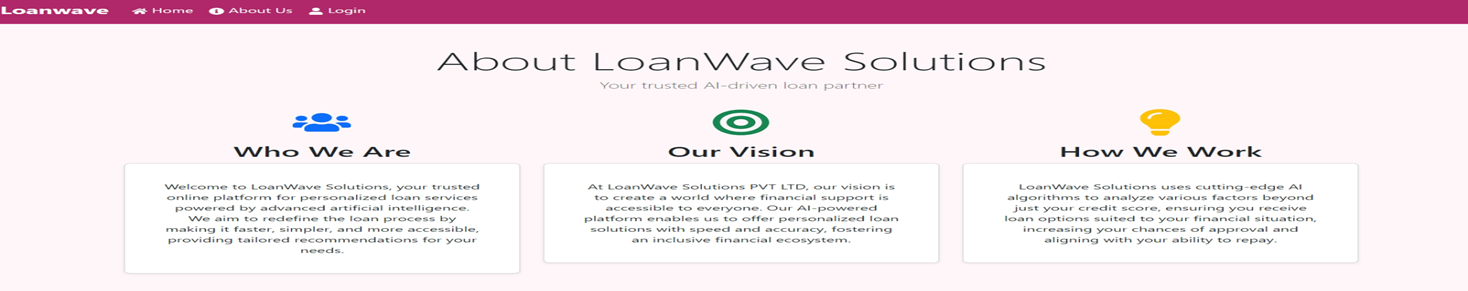 Loanwave Home About Us Login
About LoanWave Solutions
Your trusted AI-driven loan partner
Who We Are
Welcome to LoanWave Solutions, your trusted
online platform for personalized loan services
powered by advanced artificial intelligence.
We aim to redefine the loan process by
making it faster, simpler, and more accessible,
providing tailored recommendations for your
needs.
Our Vision
At LoanWave Solutions PVT LTD, our vision is
to create a world where financial support is
accessible to everyone. Our AI-powered
platform enables us to offer personalized loan
solutions with speed and accuracy, fostering
an inclusive financial ecosystem.
How We Work
LoanWave Solutions uses cutting-edge AI
algorithms to analyze various factors beyond
just your credit score, ensuring you receive
loan options suited to your financial situation,
increasing your chances of approval and
aligning with your ability to repay.